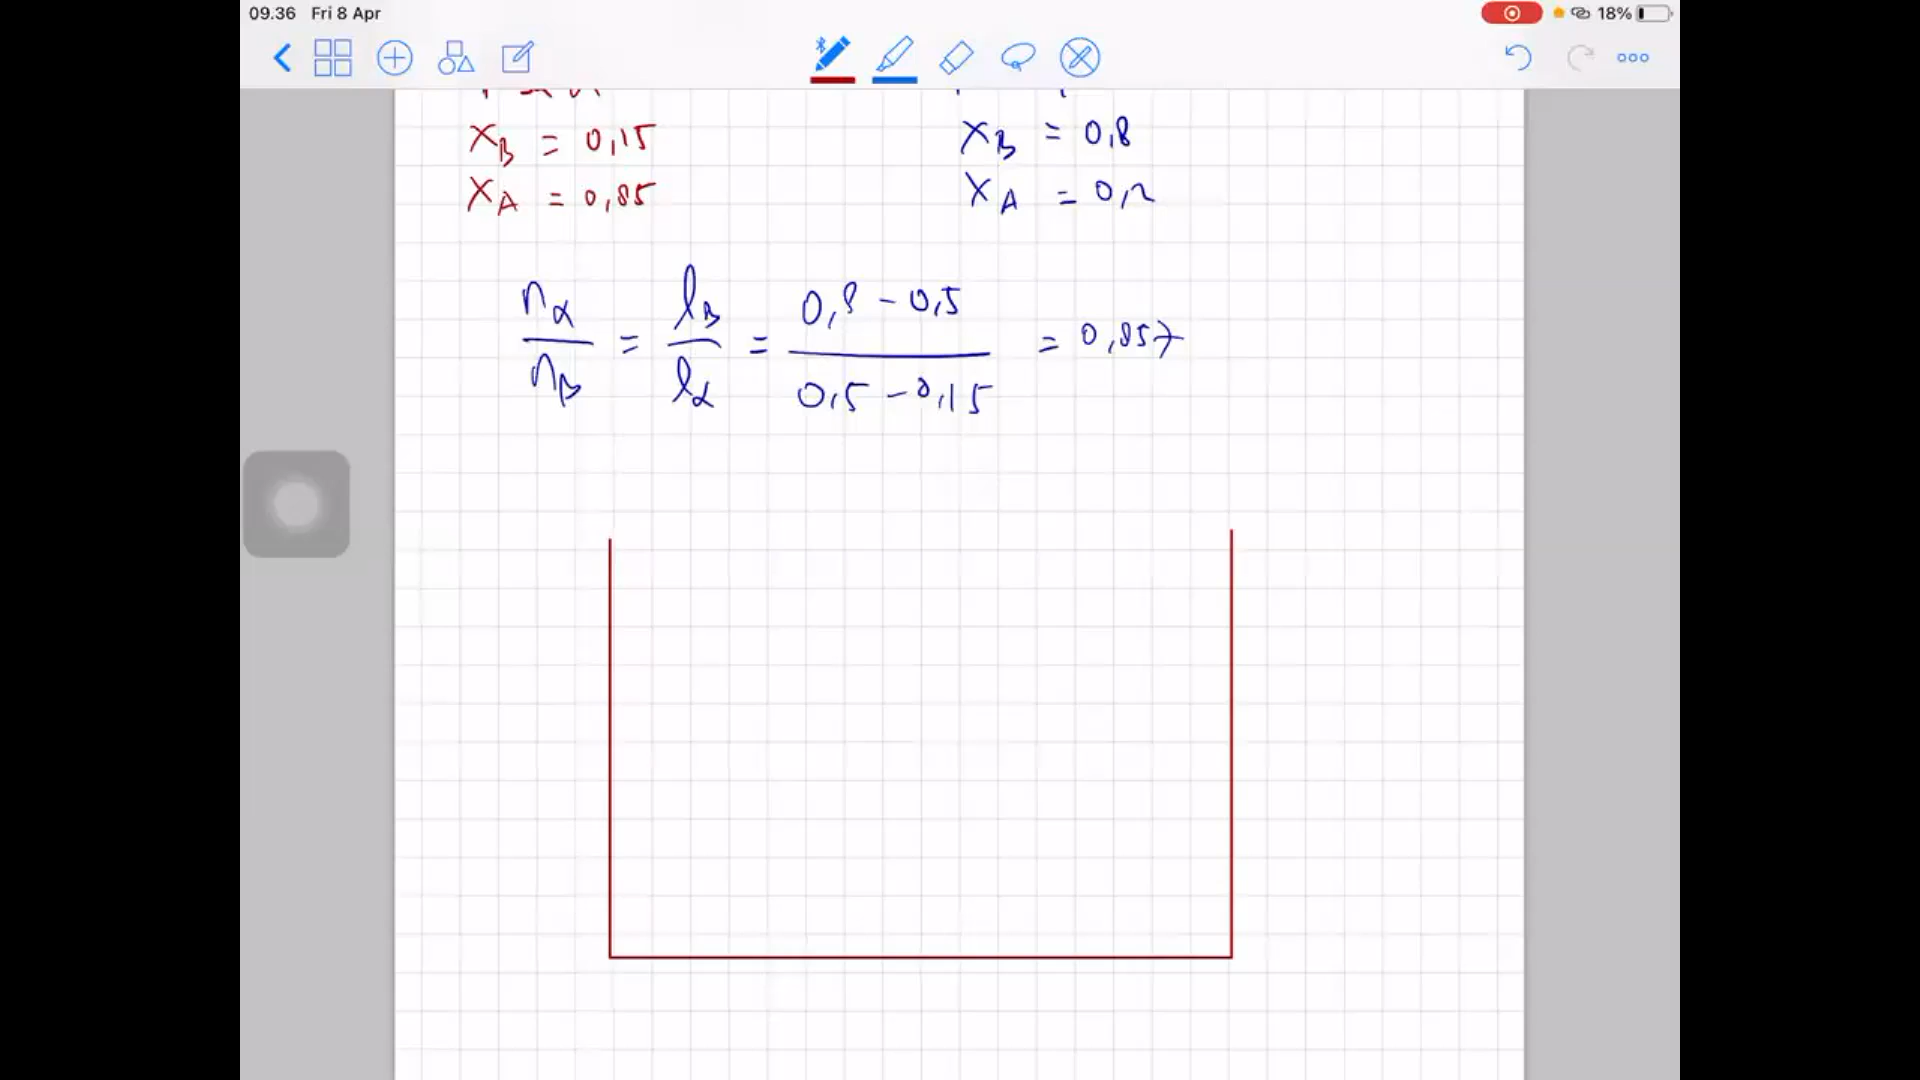 09.36 Fri 8 Apr 18%
X_B = 0,15
X_A = 0,85
X_B = 0,8
X_A = 0,2
n_α / n_β = l_β / l_α = 0,8 - 0,5 / 0,5 - 0,15 = 0,857